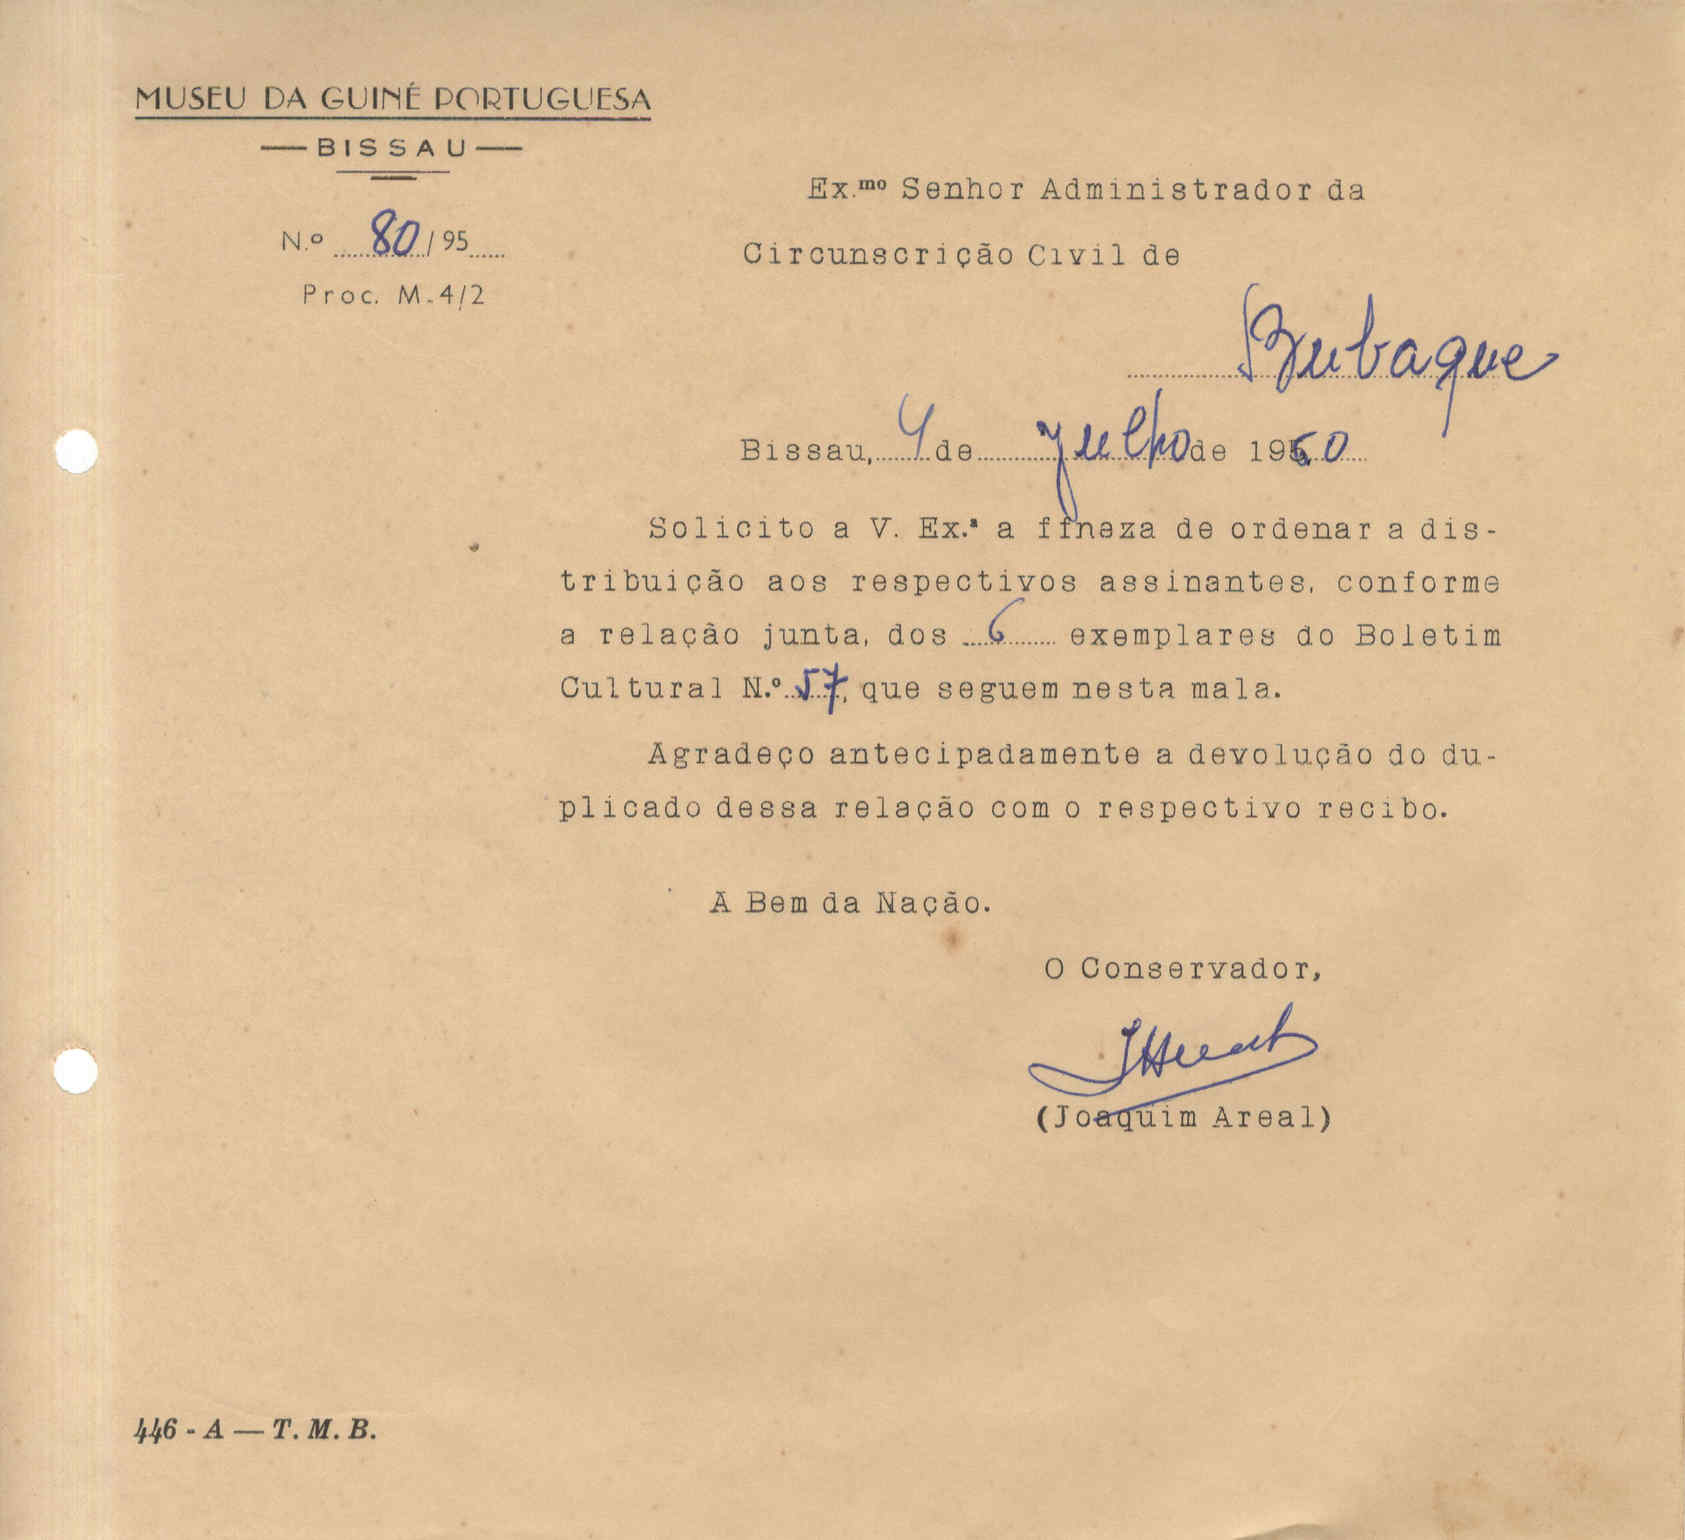 MUSEU DA GUINÉ PORTUGUESA
— BISSAU —
N.º 80/95
Proc. M-4/2
Ex.mo Senhor Administrador da
Circunscrição Civil de
Bubaque
Bissau, 4 de Julho de 1960
Solicito a V. Ex.ª a fineza de ordenar a dis-
tribuição aos respectivos assinantes, conforme
a relação junta, dos 6 exemplares do Boletim
Cultural N.º 57, que seguem nesta mala.
Agradeço antecipadamente a devolução do du-
plicado dessa relação com o respectivo recibo.
A Bem da Nação.
O Conservador,
(Joaquim Areal)
446 - A — T. M. B.